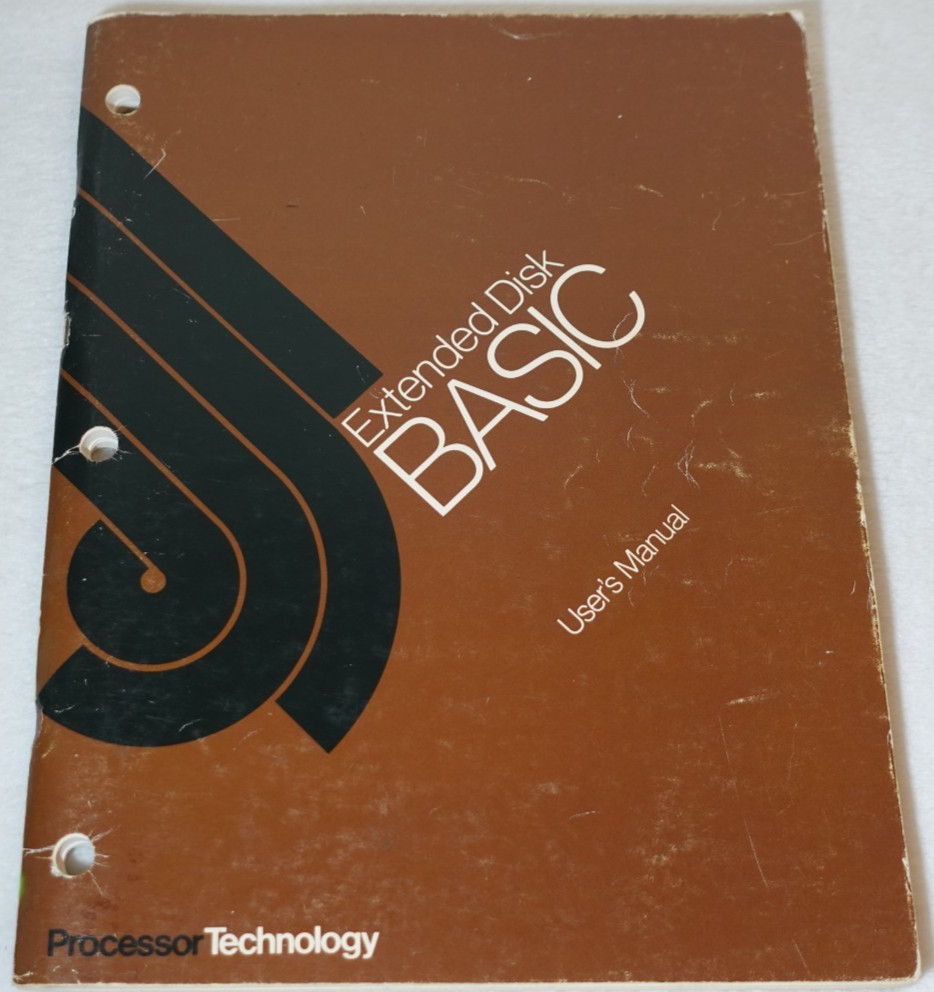 Extended Disk
BASIC
User's Manual
ProcessorTechnology